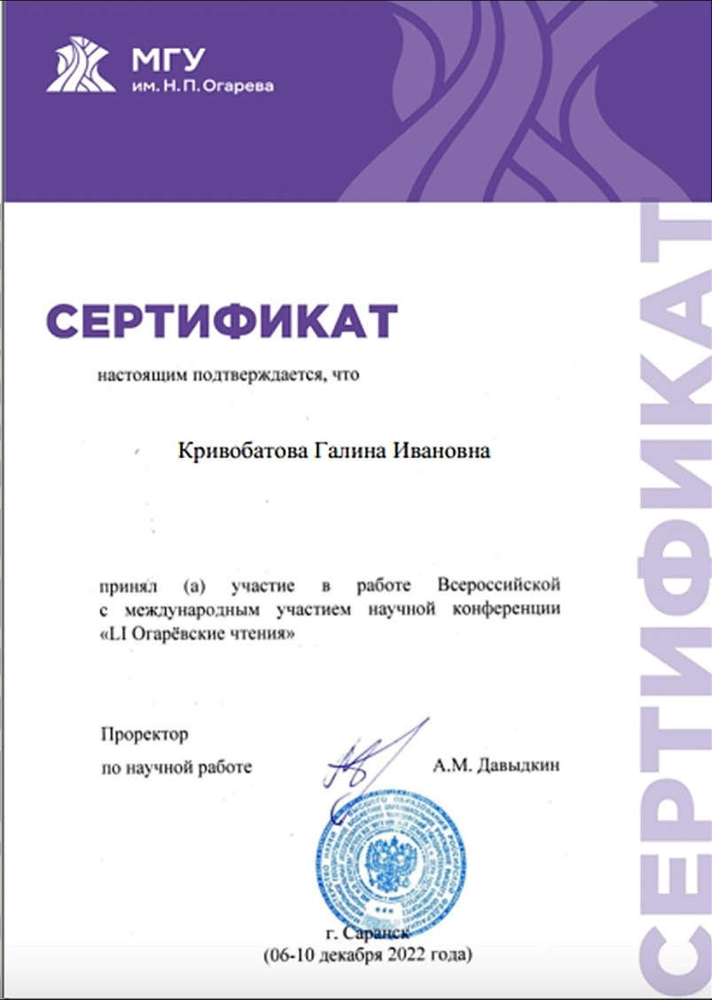 МГУ
им. Н. П. Огарева
СЕРТИФИКАТ
настоящим подтверждается, что
Кривобатова Галина Ивановна
принял (а) участие в работе Всероссийской
с международным участием научной конференции
«LI Огарёвские чтения»
Проректор
по научной работе
А.М. Давыдкин
г. Саранск
(06-10 декабря 2022 года)
СЕРТИФИКАТ